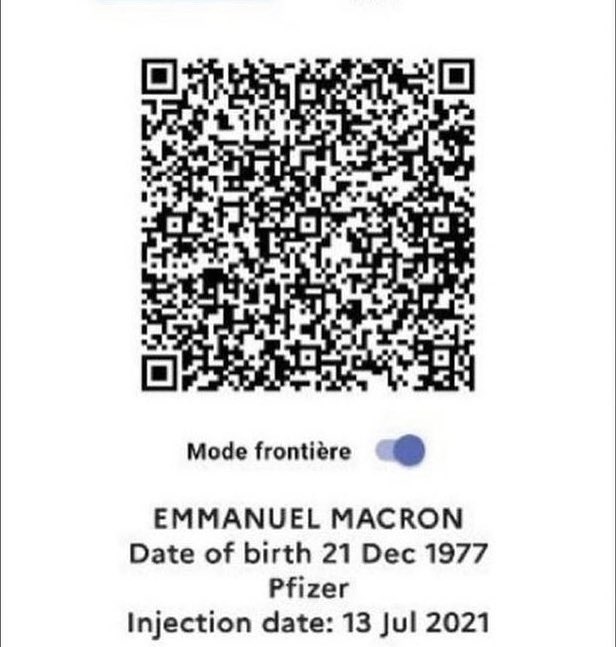 Mode frontière
EMMANUEL MACRON
Date of birth 21 Dec 1977
Pfizer
Injection date: 13 Jul 2021